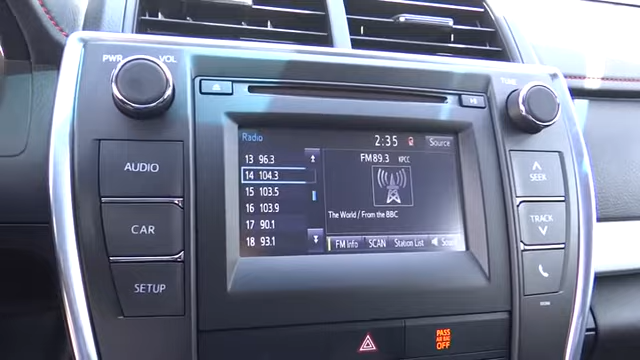 PWR VOL
TUNE
Radio
2:35
Source
13 96.3
14 104.3
15 103.5
16 103.9
17 90.1
18 93.1
FM 89.3 KPCC
The World / From the BBC
FM Info
SCAN
Station List
Sound
AUDIO
CAR
SETUP
SEEK
TRACK
PASS
AIR BAG
OFF